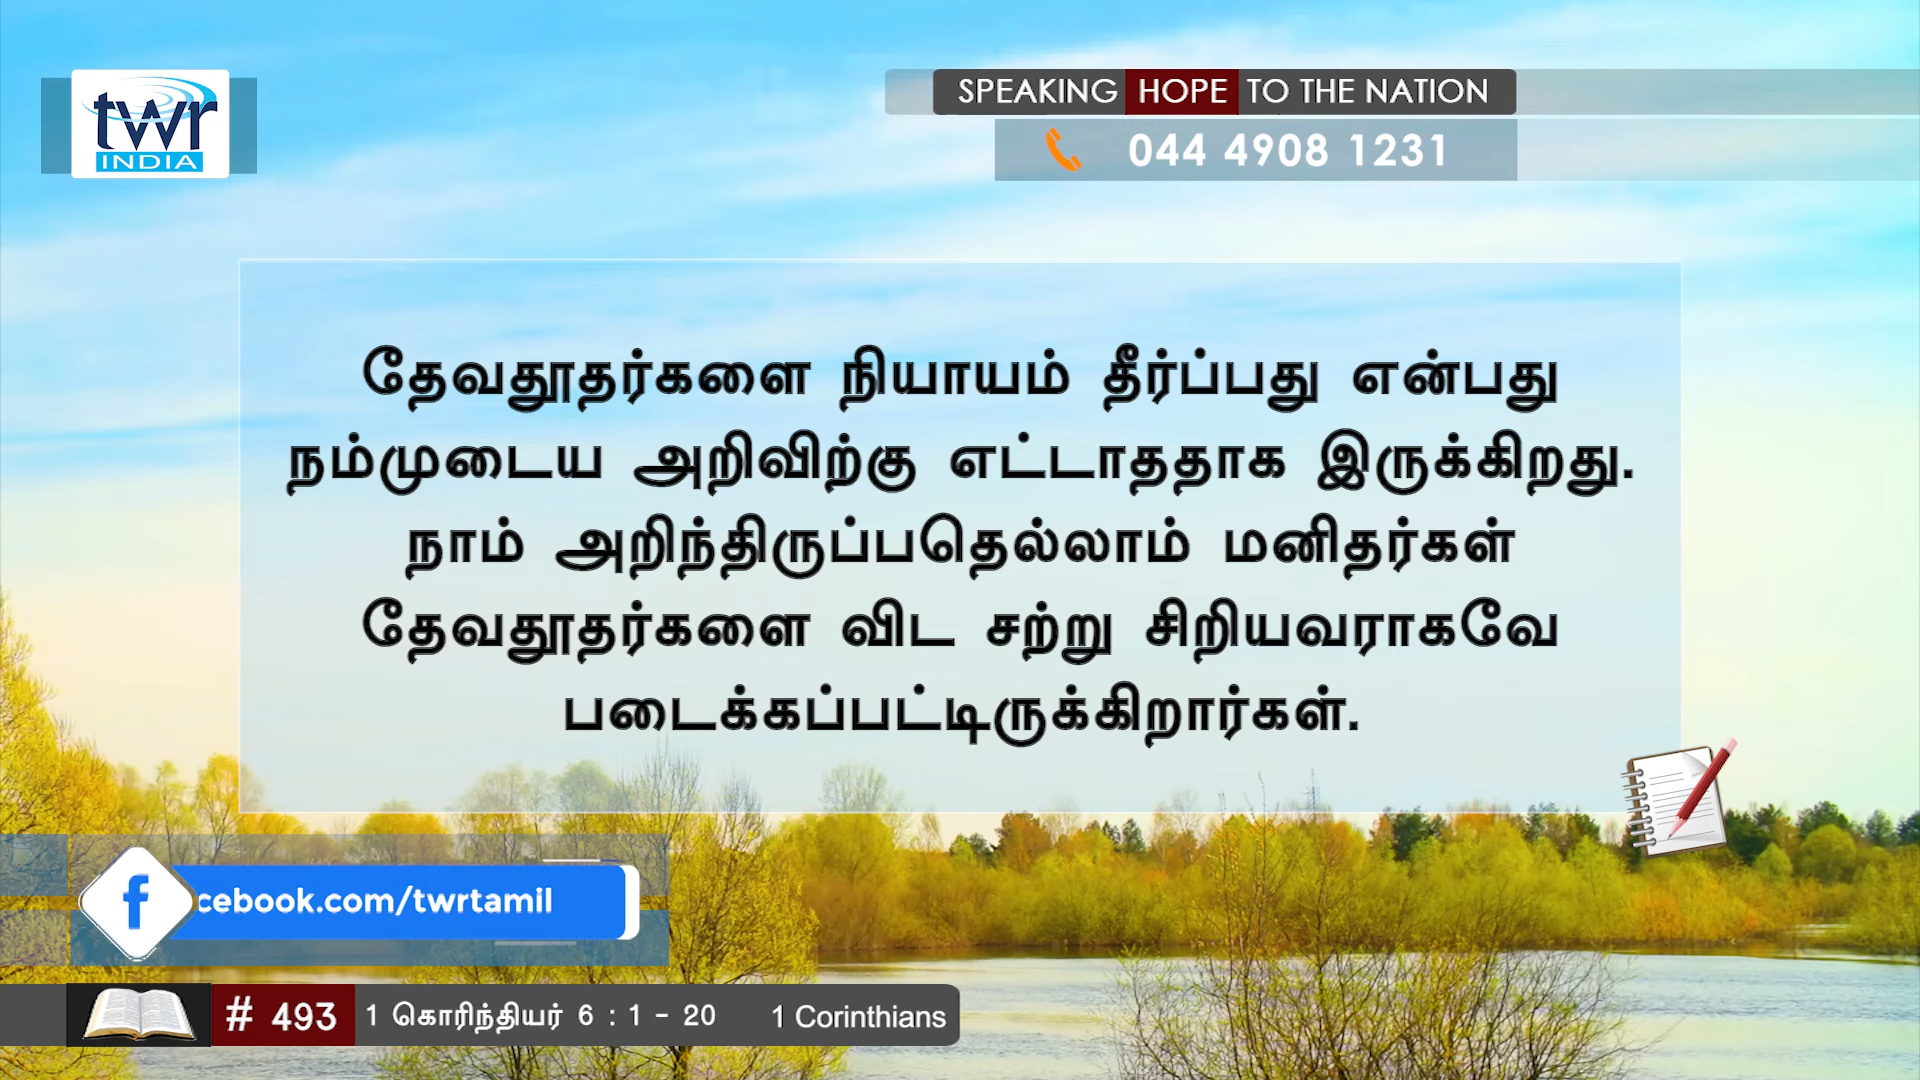 twr
INDIA
SPEAKING HOPE TO THE NATION
044 4908 1231
தேவதூதர்களை நியாயம் தீர்ப்பது என்பது
நம்முடைய அறிவிற்கு எட்டாததாக இருக்கிறது.
நாம் அறிந்திருப்பதெல்லாம் மனிதர்கள்
தேவதூதர்களை விட சற்று சிறியவராகவே
படைக்கப்பட்டிருக்கிறார்கள்.
cebook.com/twrtamil
# 493 1 கொரிந்தியர் 6 : 1 - 20 1 Corinthians